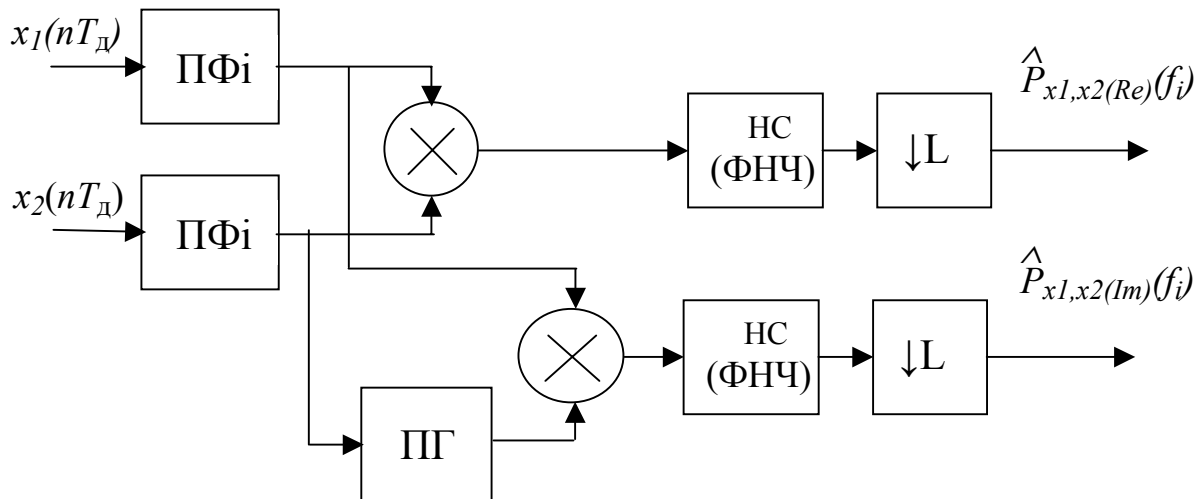 x₁(nTд)
ПФi
НС
(ФНЧ)
↓L
P̂x1,x2(Re)(fi)
x₂(nTд)
ПФi
НС
(ФНЧ)
↓L
P̂x1,x2(Im)(fi)
ПГ